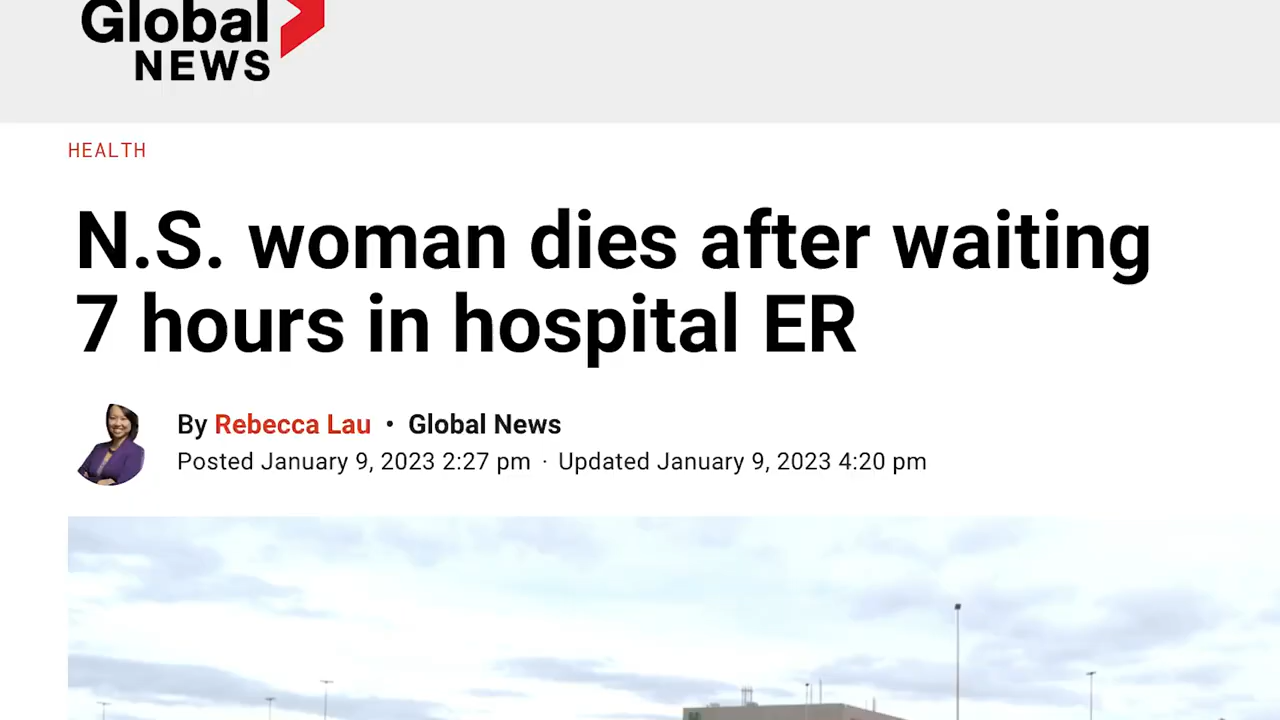 Global
NEWS
HEALTH
N.S. woman dies after waiting
7 hours in hospital ER
By Rebecca Lau • Global News
Posted January 9, 2023 2:27 pm · Updated January 9, 2023 4:20 pm